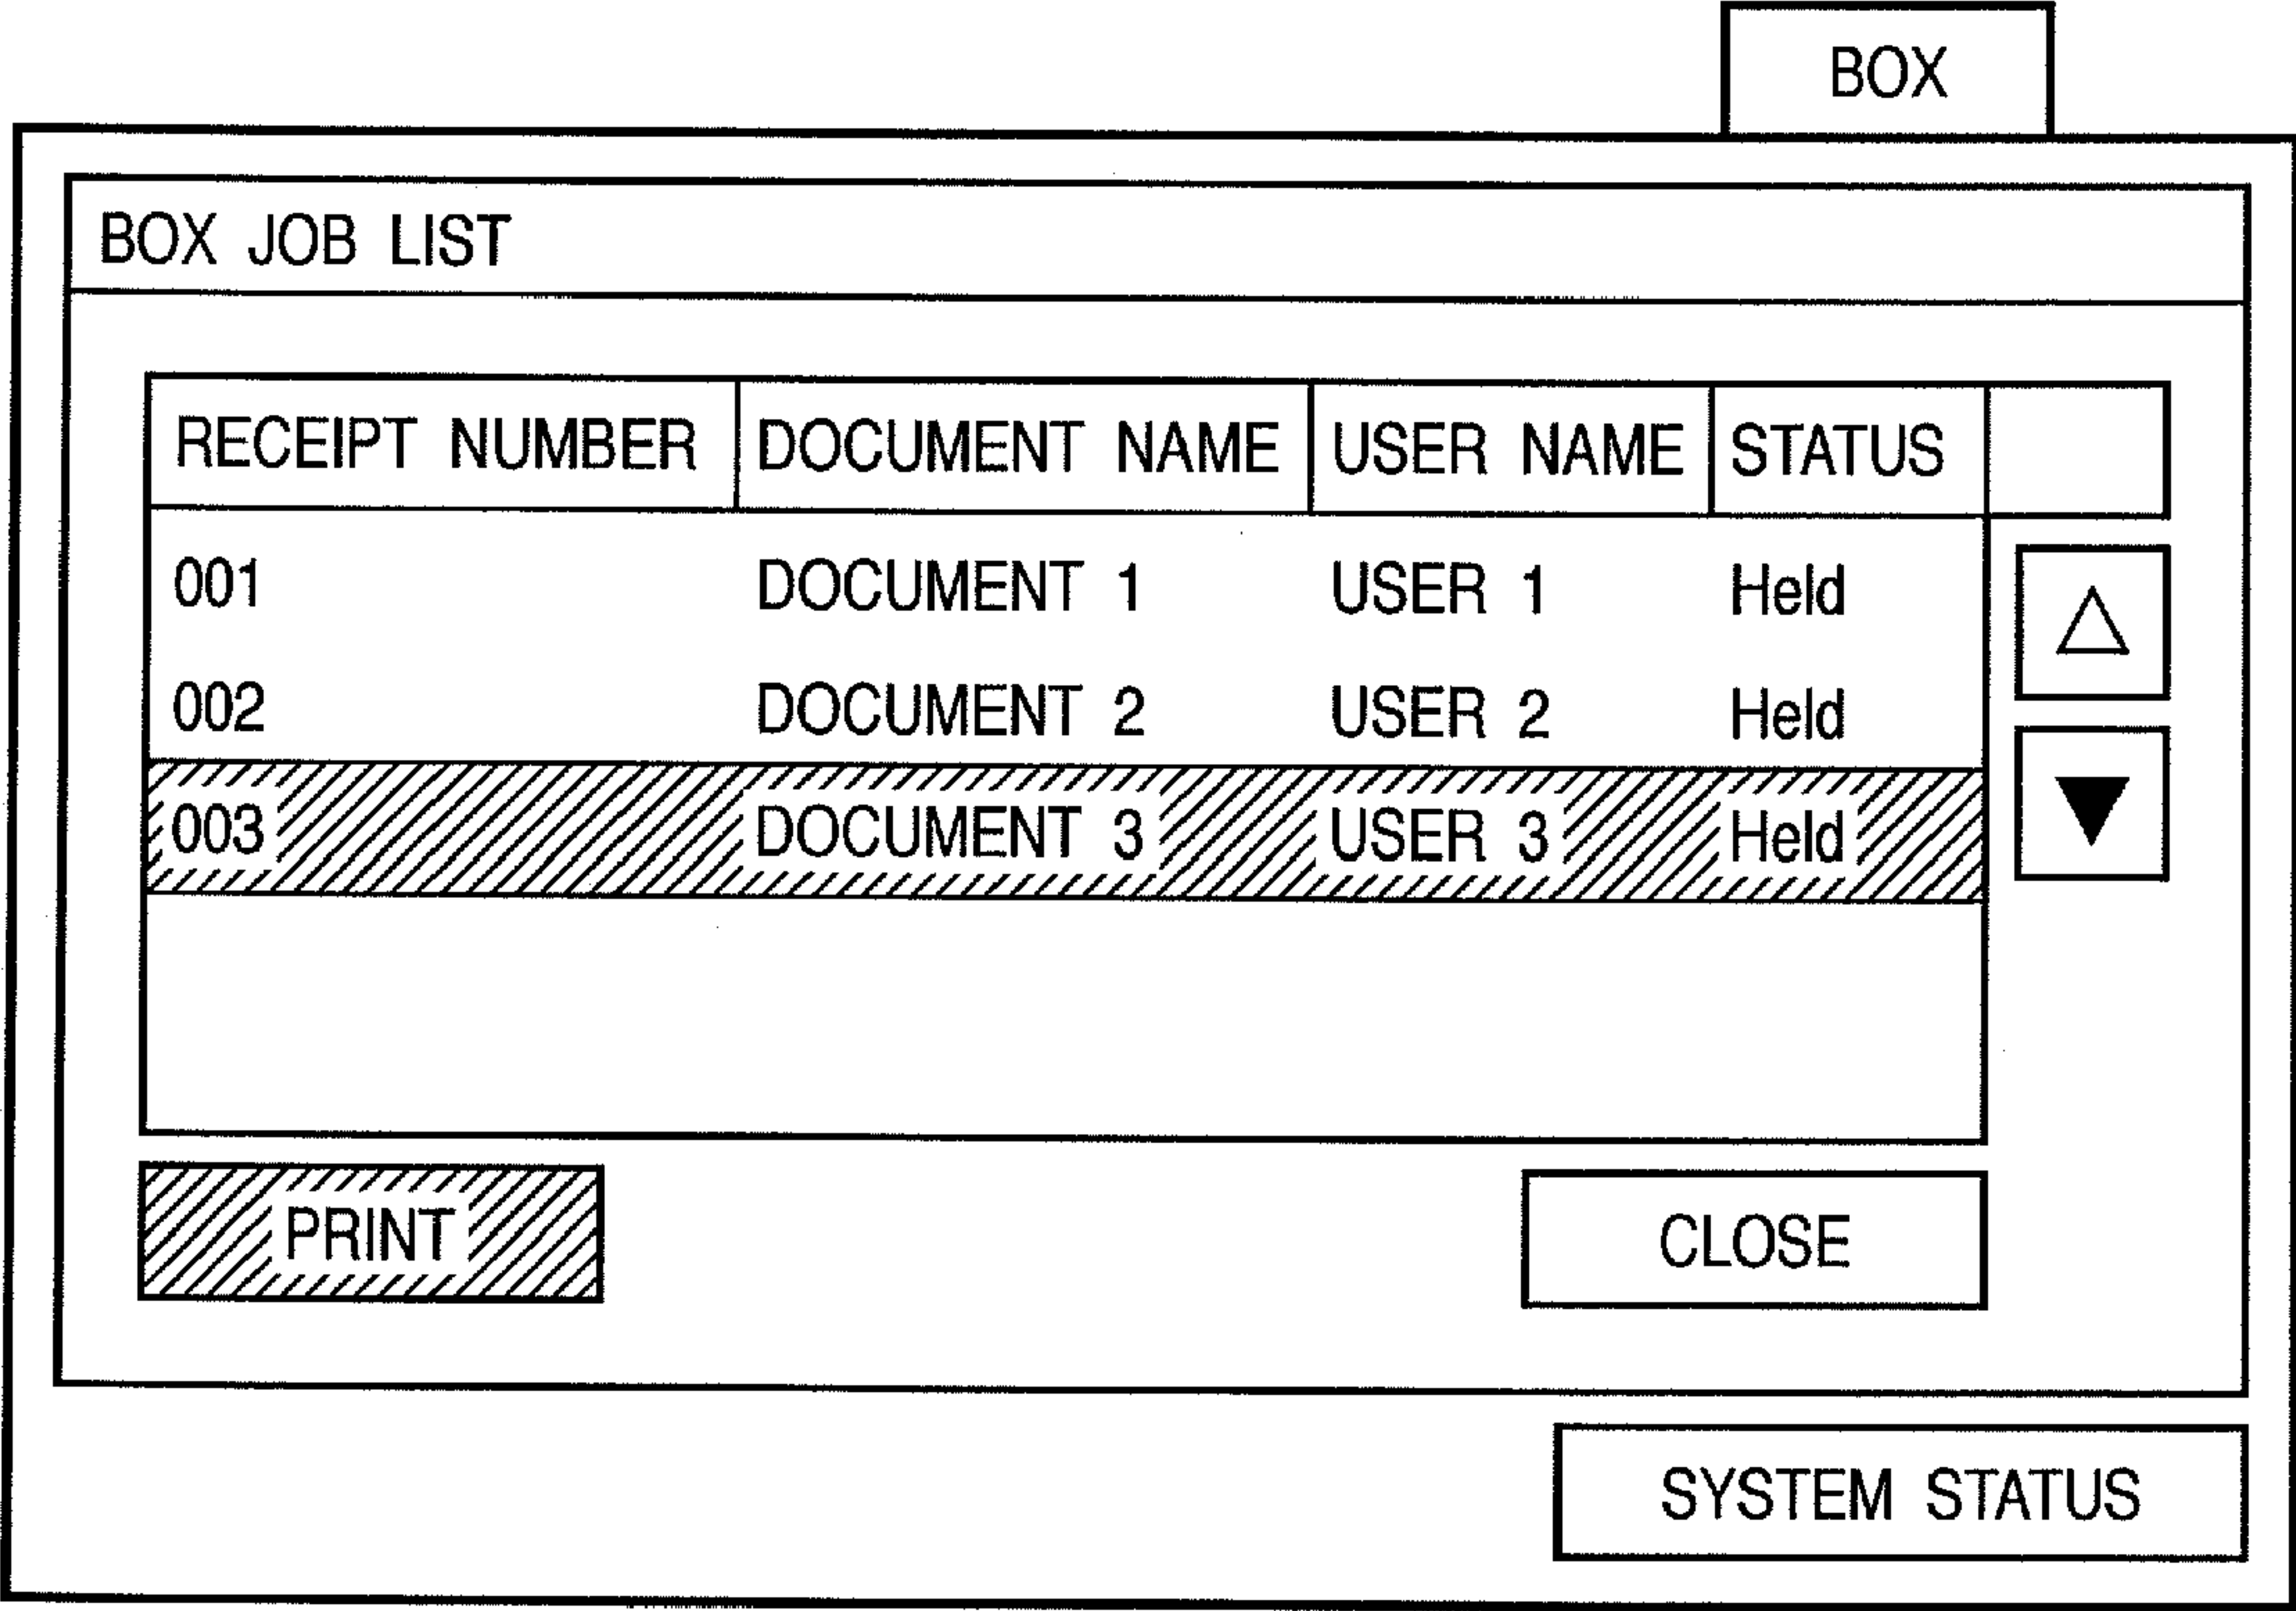 BOX
BOX JOB LIST
RECEIPT NUMBER DOCUMENT NAME USER NAME STATUS
001 DOCUMENT 1 USER 1 Held
002 DOCUMENT 2 USER 2 Held
003 DOCUMENT 3 USER 3 Held
PRINT CLOSE
SYSTEM STATUS